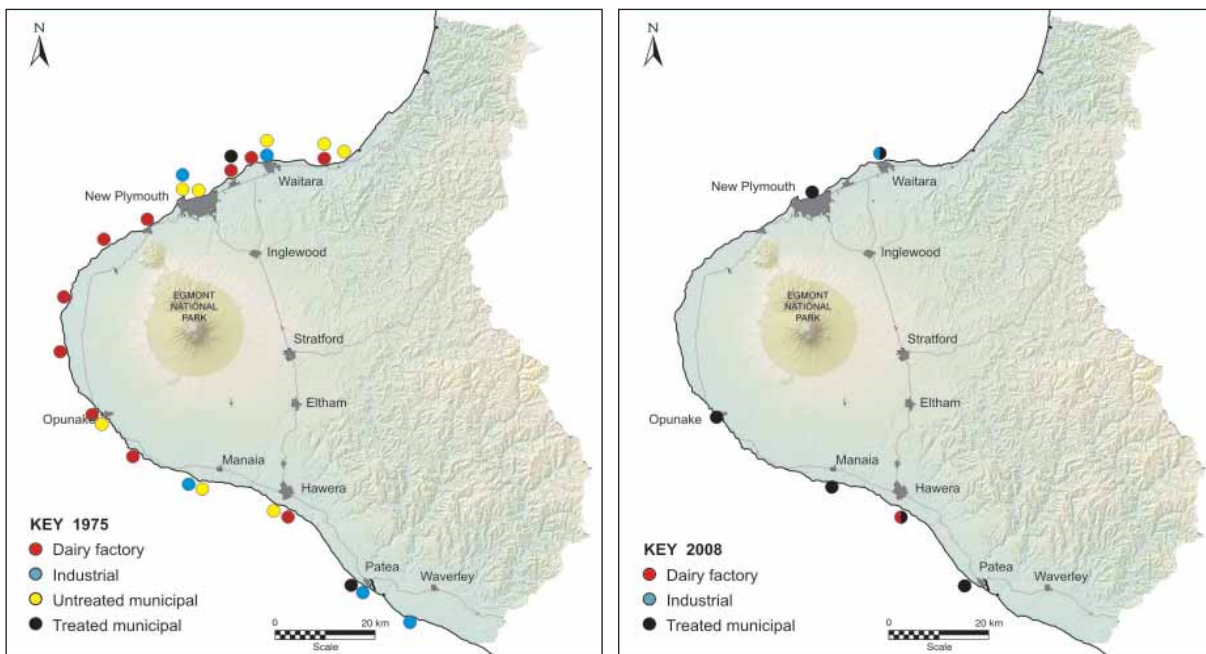 N
New Plymouth
Waitara
Inglewood
EGMONT
NATIONAL
PARK
Stratford
Eltham
Opunake
Manaia
Hawera
Patea
Waverley
KEY 1975
Dairy factory
Industrial
Untreated municipal
Treated municipal
0 20 km
Scale
N
New Plymouth
Waitara
Inglewood
EGMONT
NATIONAL
PARK
Stratford
Eltham
Opunake
Manaia
Hawera
Patea
Waverley
KEY 2008
Dairy factory
Industrial
Treated municipal
0 20 km
Scale